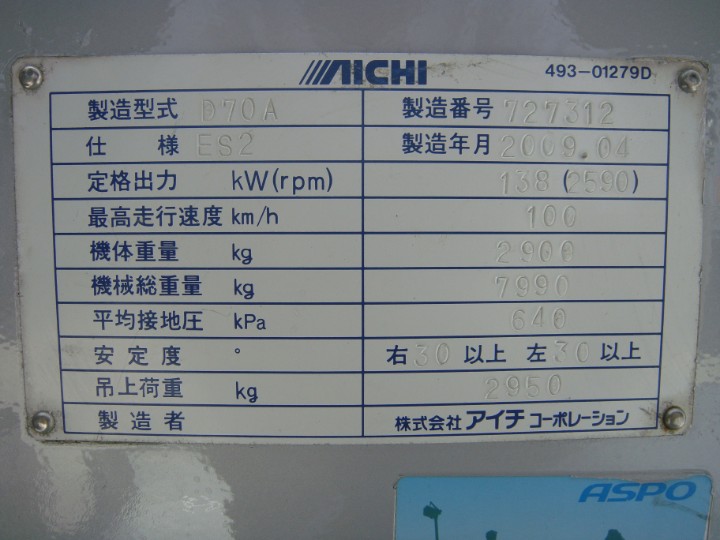 AICHI 493-01279D
製造型式 D70A 製造番号 727312
仕様 ES2 製造年月 2009.04
定格出力 kW(rpm) 138 (2590)
最高走行速度 km/h 100
機体重量 kg 2900
機械総重量 kg 7990
平均接地圧 kPa 640
安定度 ° 右30以上 左30以上
吊上荷重 kg 2950
製造者 株式会社アイチコーポレーション
ASPO